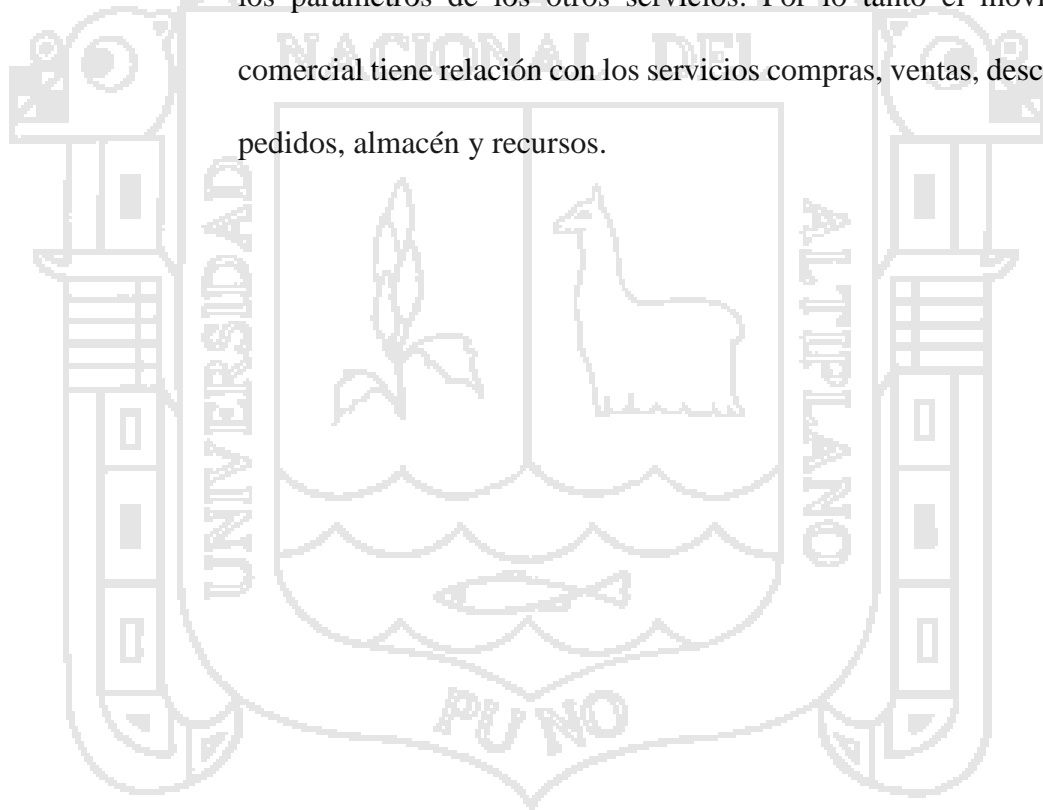 los parámetros de los otros servicios. Por lo tanto el
comercial tiene relación con los servicios compras, ventas,
pedidos, almacén y recursos.
NACIONAL DEL
UNIVERSIDAD
ALTIPLANO
PUNO